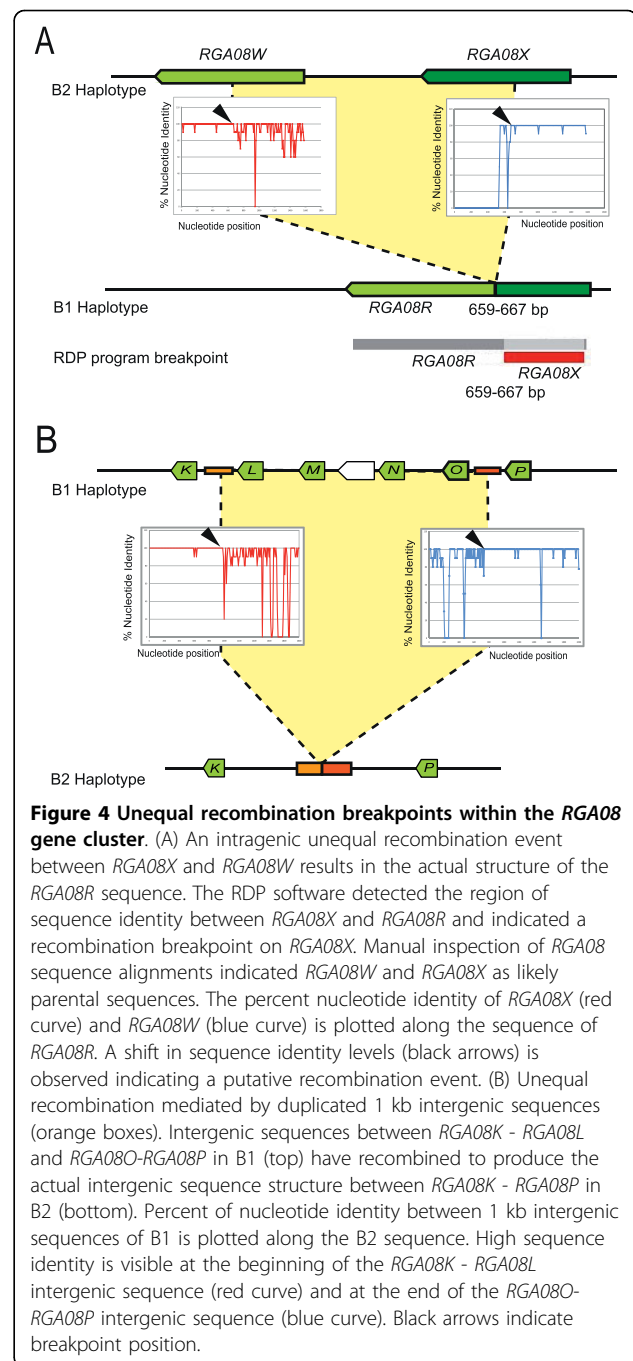 A
RGA08W
RGA08X
B2 Haplotype
% Nucleotide Identity
Nucleotide position
% Nucleotide Identity
Nucleotide position
B1 Haplotype
RGA08R
659-667 bp
RDP program breakpoint
RGA08R
RGA08X
659-667 bp
B
K L M N O P
B1 Haplotype
% Nucleotide Identity
Nucleotide position
% Nucleotide Identity
Nucleotide position
K P
B2 Haplotype
Figure 4 Unequal recombination breakpoints within the RGA08
gene cluster. (A) An intragenic unequal recombination event
between RGA08X and RGA08W results in the actual structure of the
RGA08R sequence. The RDP software detected the region of
sequence identity between RGA08X and RGA08R and indicated a
recombination breakpoint on RGA08X. Manual inspection of RGA08
sequence alignments indicated RGA08W and RGA08X as likely
parental sequences. The percent nucleotide identity of RGA08X (red
curve) and RGA08W (blue curve) is plotted along the sequence of
RGA08R. A shift in sequence identity levels (black arrows) is
observed indicating a putative recombination event. (B) Unequal
recombination mediated by duplicated 1 kb intergenic sequences
(orange boxes). Intergenic sequences between RGA08K - RGA08L
and RGA08O-RGA08P in B1 (top) have recombined to produce the
actual intergenic sequence structure between RGA08K - RGA08P in
B2 (bottom). Percent of nucleotide identity between 1 kb intergenic
sequences of B1 is plotted along the B2 sequence. High sequence
identity is visible at the beginning of the RGA08K - RGA08L
intergenic sequence (red curve) and at the end of the RGA08O-
RGA08P intergenic sequence (blue curve). Black arrows indicate
breakpoint position.